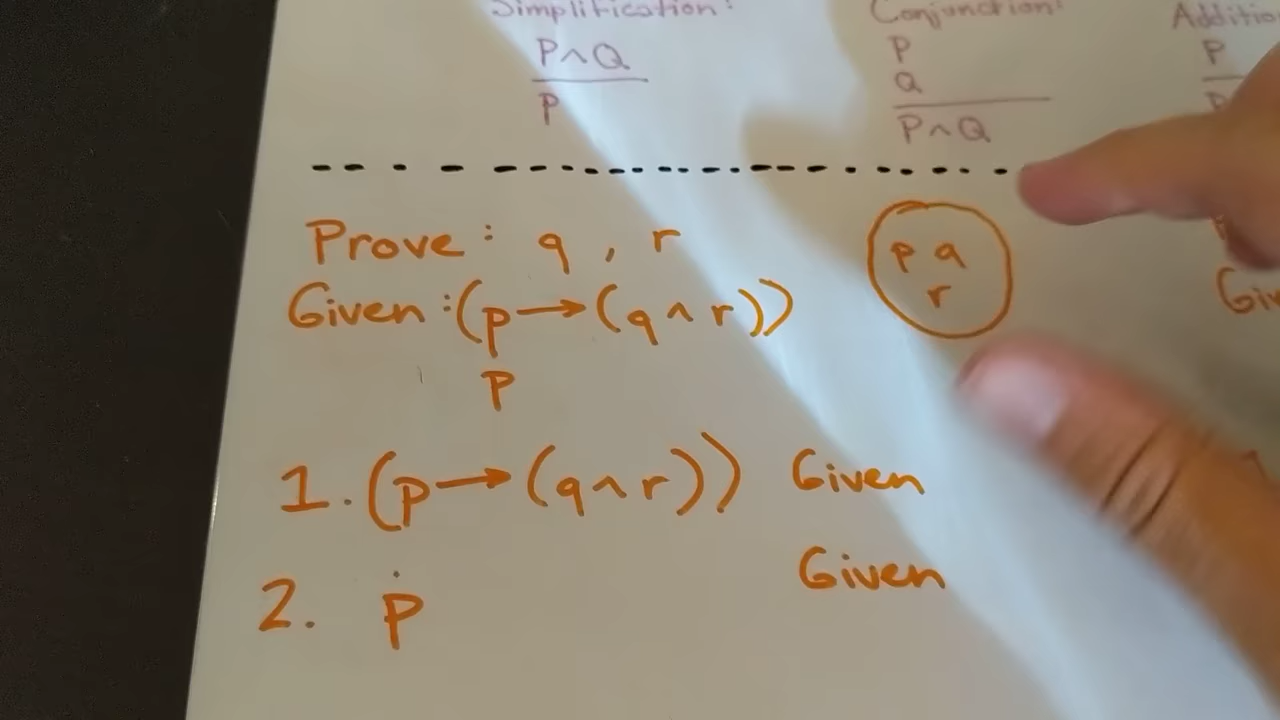 Simplification:
P∧Q
P
Conjunction:
P
Q
P∧Q
P
Prove: q, r
Given: (p→(q∧r))
P
p q
r
1. (p→(q∧r)) Given
2. p Given